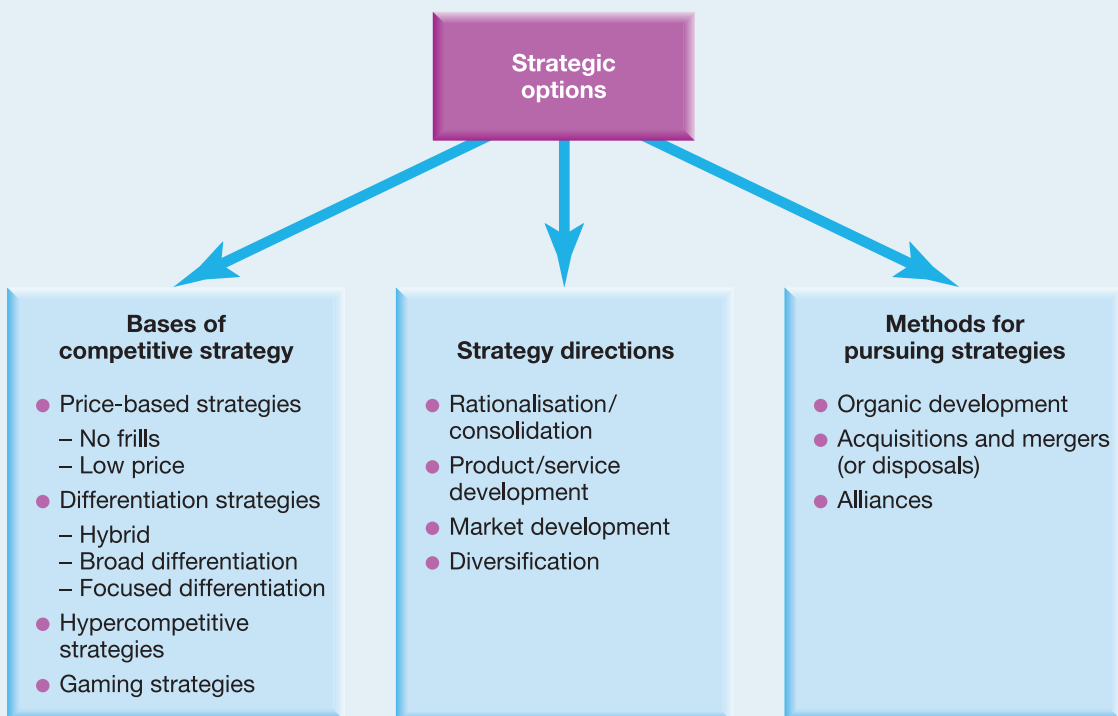 Strategic
options
Bases of
competitive strategy
● Price-based strategies
– No frills
– Low price
● Differentiation strategies
– Hybrid
– Broad differentiation
– Focused differentiation
● Hypercompetitive
strategies
● Gaming strategies
Strategy directions
● Rationalisation/
consolidation
● Product/service
development
● Market development
● Diversification
Methods for
pursuing strategies
● Organic development
● Acquisitions and mergers
(or disposals)
● Alliances